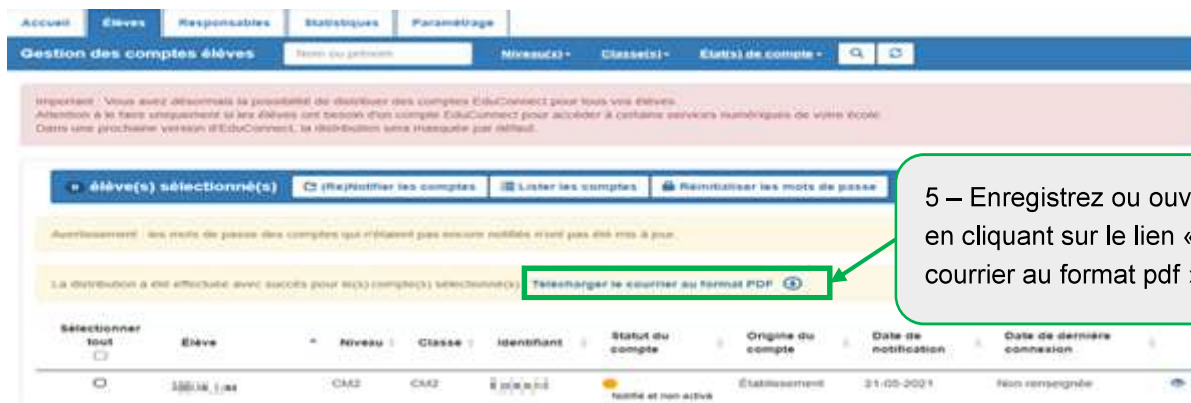 Accueil Élèves Responsables Statistiques Paramétrage
Gestion des comptes élèves Nom ou prénom Niveau(x) Classe(s) État(s) de compte
Important : Vous avez désormais la possibilité de distribuer des comptes EduConnect pour tous vos élèves.
Attention à le faire uniquement si les élèves ont besoin d'un compte EduConnect pour accéder à certains services numériques de votre école.
Dans une prochaine version d'EduConnect, la distribution sera masquée par défaut.
élève(s) sélectionné(s) (Re)Notifier les comptes Lister les comptes Réinitialiser les mots de passe
Avertissement : les mots de passe des comptes qui n'étaient pas encore notifiés n'ont pas été mis à jour.
La distribution a été effectuée avec succès pour le(s) compte(s) sélectionné(s). Télécharger le courrier au format PDF
5 – Enregistrez ou ouv
en cliquant sur le lien «
courrier au format pdf »
Sélectionner tout Élève Niveau Classe Identifiant Statut du compte Origine du compte Date de notification Date de dernière connexion
CM2 CM2 Notifié et non activé Établissement 21-05-2021 Non renseignée